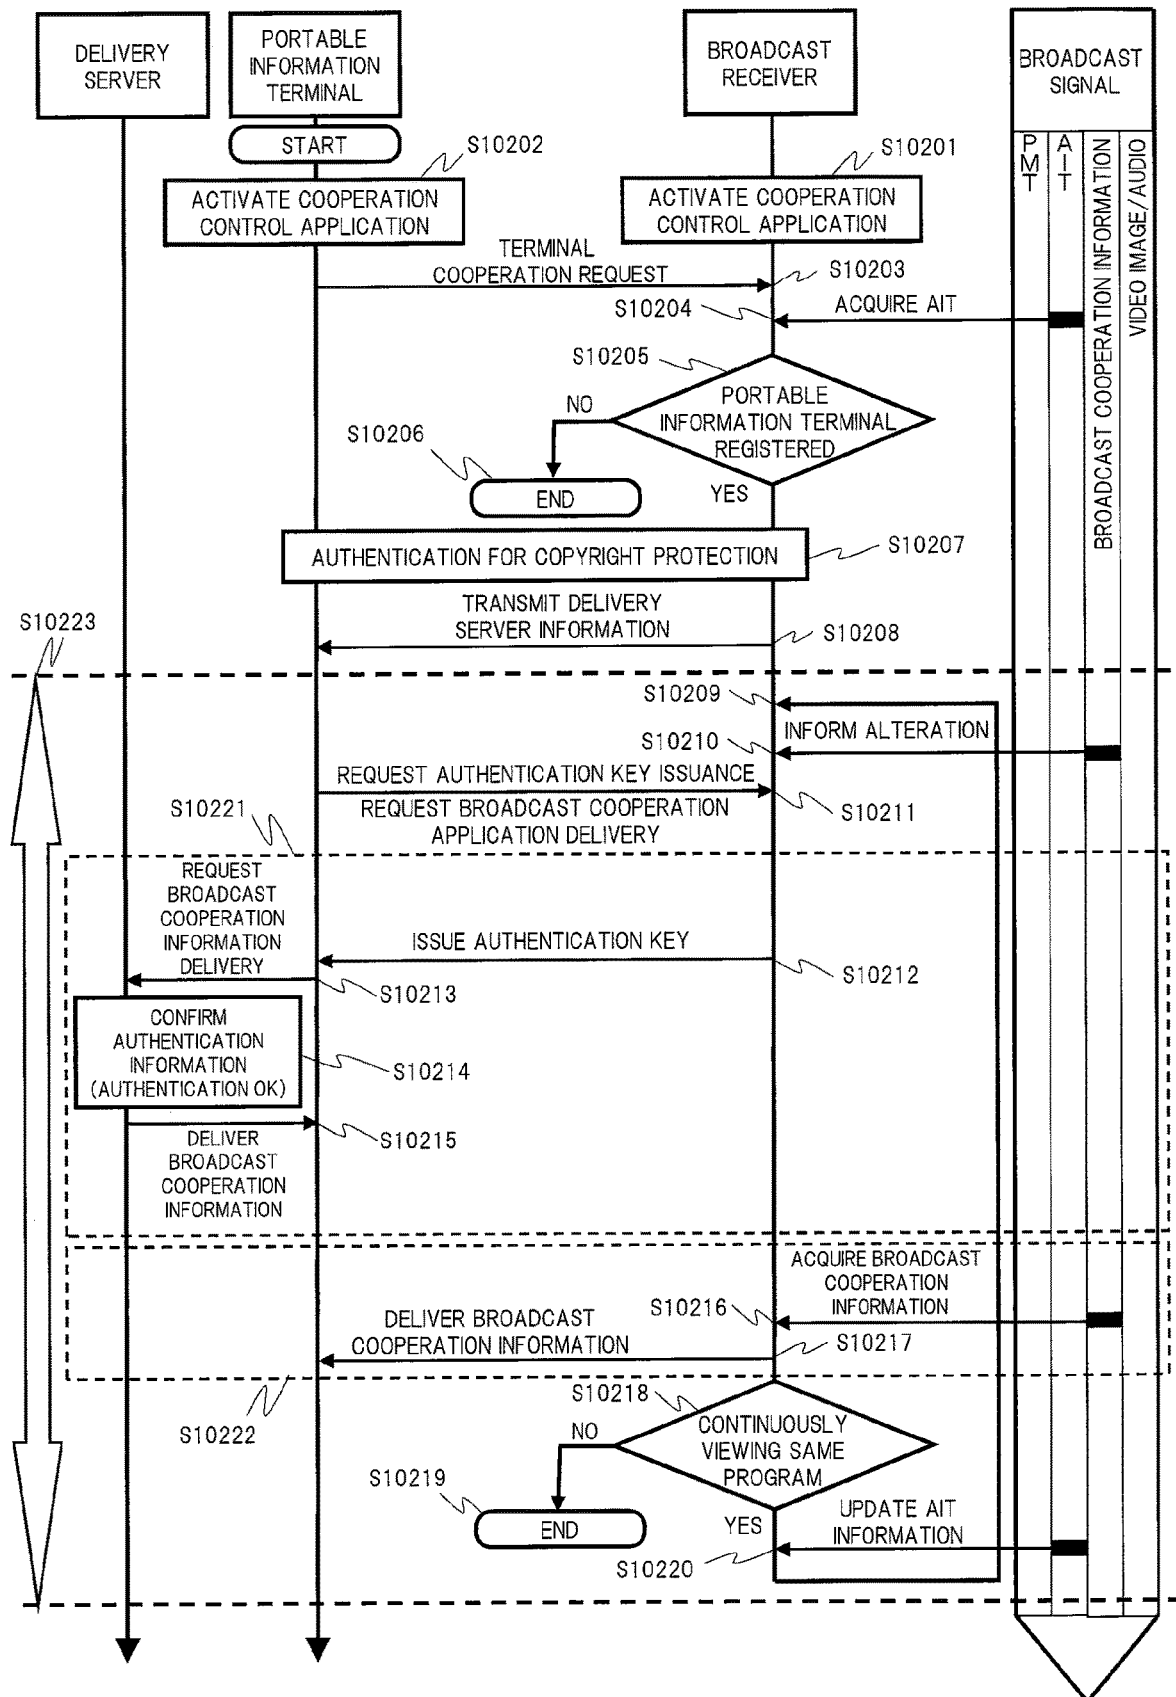 DELIVERY
SERVER
PORTABLE
INFORMATION
TERMINAL
BROADCAST
RECEIVER
BROADCAST
SIGNAL
START
PMT
AIT
BROADCAST COOPERATION INFORMATION
VIDEO IMAGE/AUDIO
S10202
S10201
ACTIVATE COOPERATION
CONTROL APPLICATION
ACTIVATE COOPERATION
CONTROL APPLICATION
TERMINAL
COOPERATION REQUEST
S10203
S10204
ACQUIRE AIT
S10205
PORTABLE
INFORMATION TERMINAL
REGISTERED
NO
S10206
END
YES
AUTHENTICATION FOR COPYRIGHT PROTECTION
S10207
TRANSMIT DELIVERY
SERVER INFORMATION
S10208
S10223
S10209
INFORM ALTERATION
S10210
REQUEST AUTHENTICATION KEY ISSUANCE
S10211
REQUEST BROADCAST COOPERATION
APPLICATION DELIVERY
S10221
REQUEST
BROADCAST
COOPERATION
INFORMATION
DELIVERY
ISSUE AUTHENTICATION KEY
S10212
S10213
CONFIRM
AUTHENTICATION
INFORMATION
(AUTHENTICATION OK)
S10214
S10215
DELIVER
BROADCAST
COOPERATION
INFORMATION
ACQUIRE BROADCAST
COOPERATION
INFORMATION
S10216
DELIVER BROADCAST
COOPERATION INFORMATION
S10217
S10222
S10218
CONTINUOUSLY
VIEWING SAME
PROGRAM
NO
S10219
END
YES
UPDATE AIT
INFORMATION
S10220